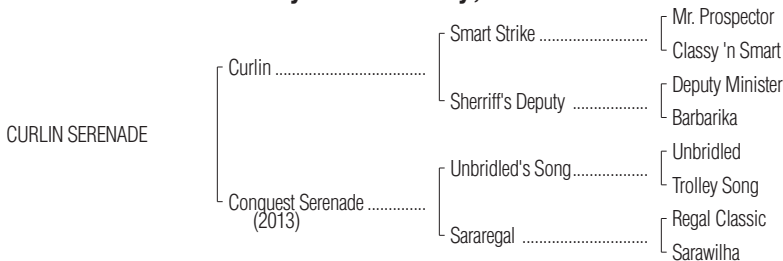 Mr. Prospector
Smart Strike ........................
Classy 'n Smart
Curlin ..................................
Deputy Minister
Sherriff's Deputy .................
Barbarika
CURLIN SERENADE
Unbridled
Unbridled's Song.................
Trolley Song
Conquest Serenade .............
(2013)
Regal Classic
Sararegal ............................
Sarawilha